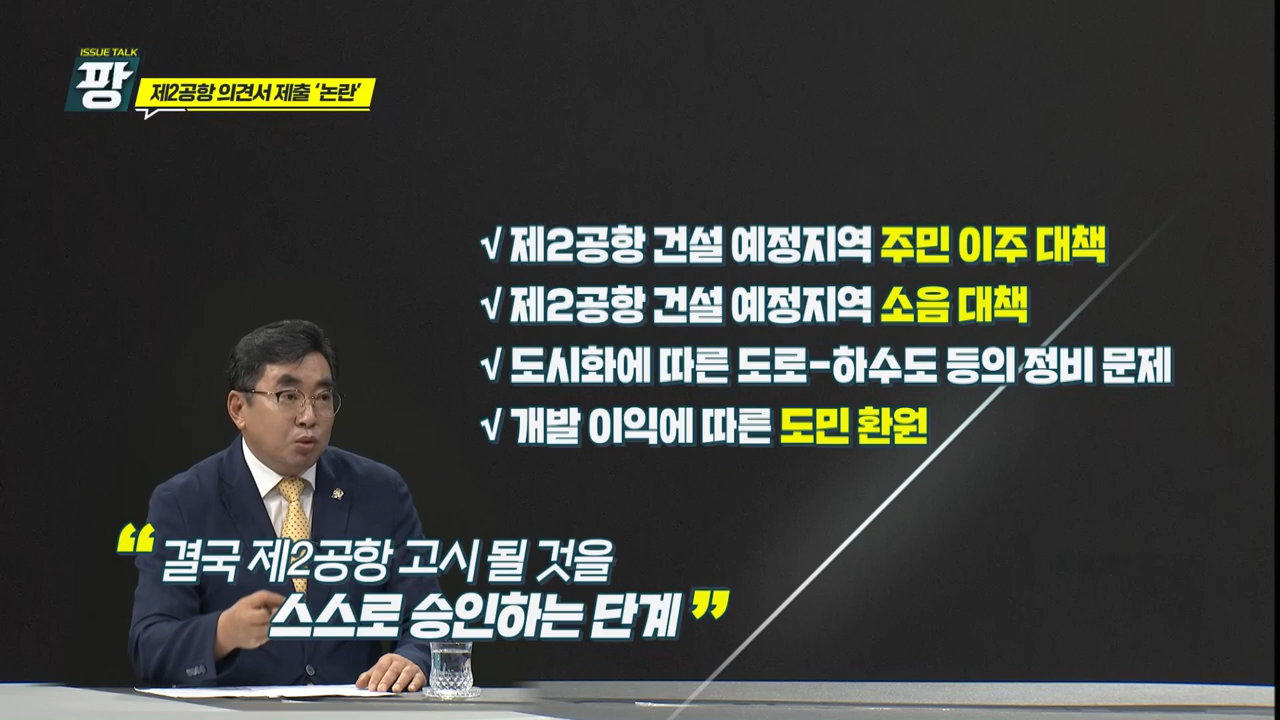 ISSUE TALK
팡
제2공항 의견서 제출 ‘논란’
√ 제2공항 건설 예정지역 주민 이주 대책
√ 제2공항 건설 예정지역 소음 대책
√ 도시화에 따른 도로-하수도 등의 정비 문제
√ 개발 이익에 따른 도민 환원
“ 결국 제2공항 고시 될 것을
스스로 승인하는 단계 ”